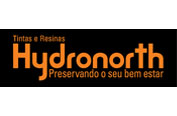 Tintas e Resinas
Hydronorth
Preservando o seu bem estar